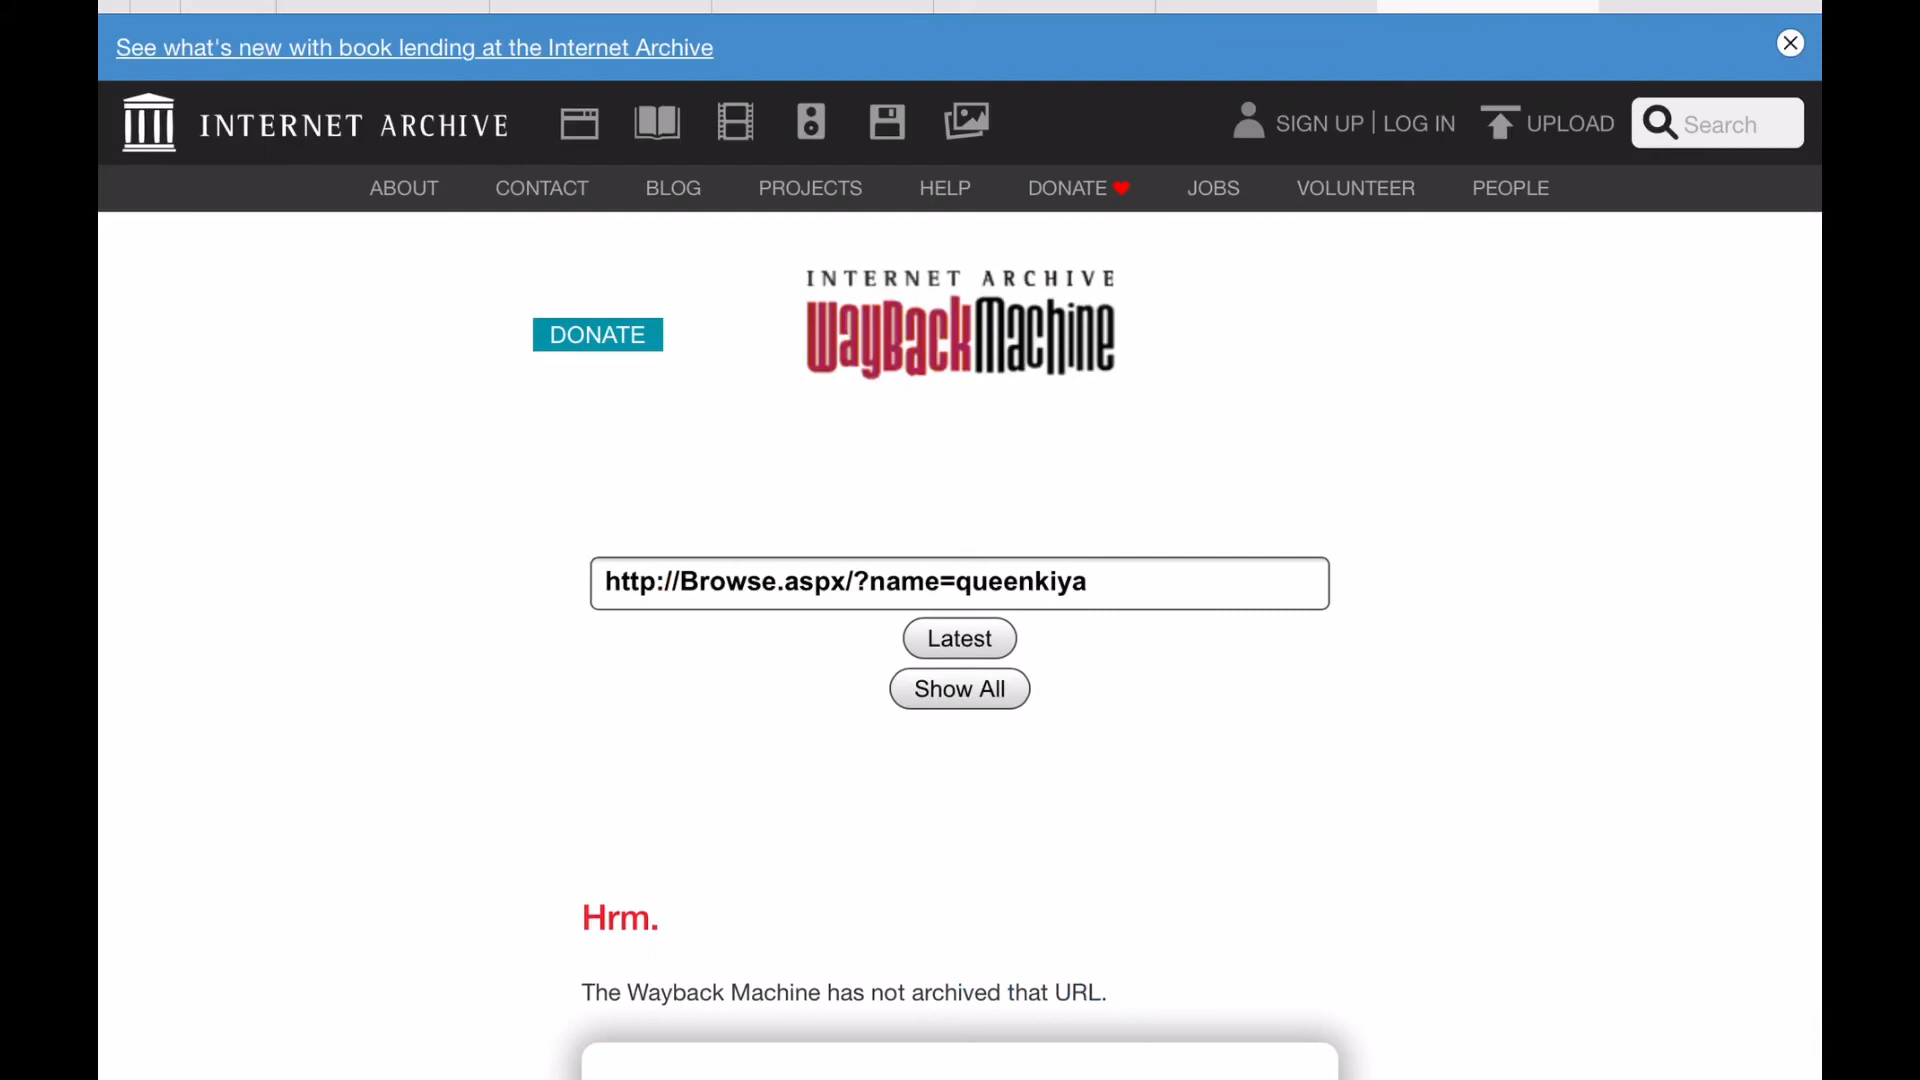 See what's new with book lending at the Internet Archive
INTERNET ARCHIVE
SIGN UP | LOG IN
UPLOAD
Search
ABOUT CONTACT BLOG PROJECTS HELP DONATE JOBS VOLUNTEER PEOPLE
INTERNET ARCHIVE
WayBackMachine
DONATE
http://Browse.aspx/?name=queenkiya
Latest
Show All
Hrm.
The Wayback Machine has not archived that URL.